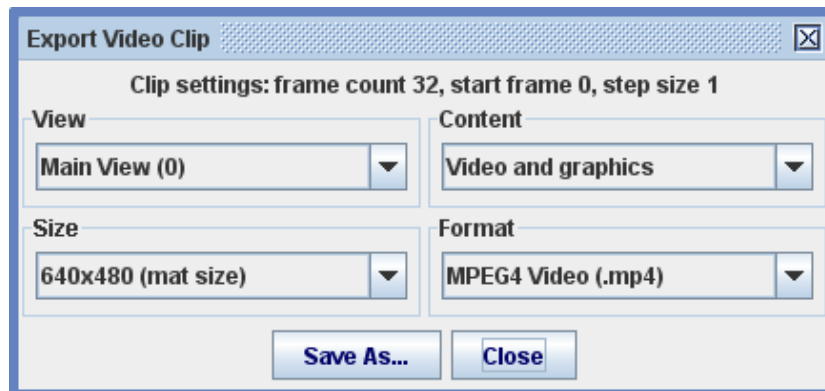 Export Video Clip
Clip settings: frame count 32, start frame 0, step size 1
View
Content
Main View (0)
Video and graphics
Size
Format
640x480 (mat size)
MPEG4 Video (.mp4)
Save As...
Close